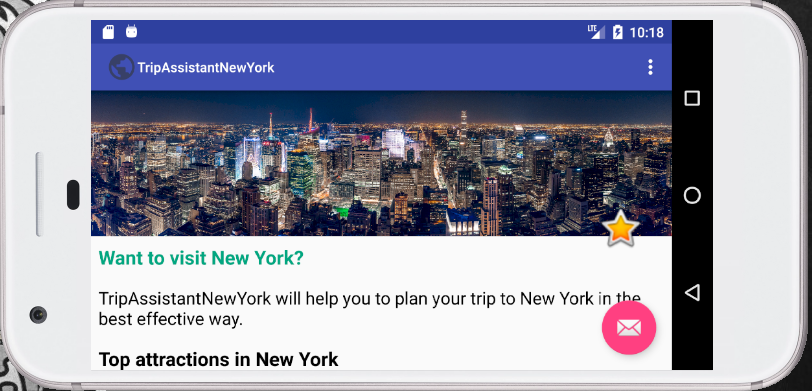 LTE 10:18
TripAssistantNewYork
Want to visit New York?
TripAssistantNewYork will help you to plan your trip to New York in the
best effective way.
Top attractions in New York